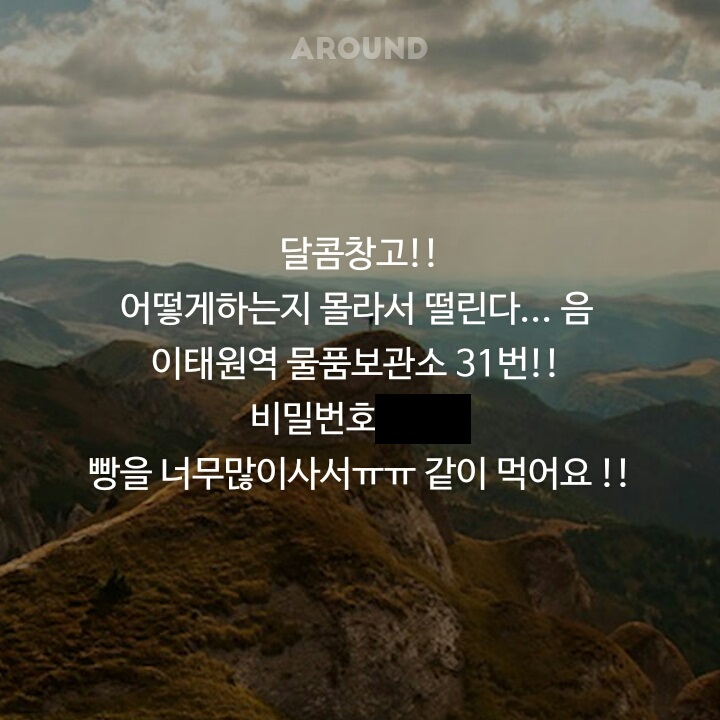 AROUND
달콤창고!!
어떻게하는지 몰라서 떨린다... 음
이태원역 물품보관소 31번!!
비밀번호
빵을 너무많이사서ㅠㅠ 같이 먹어요 !!